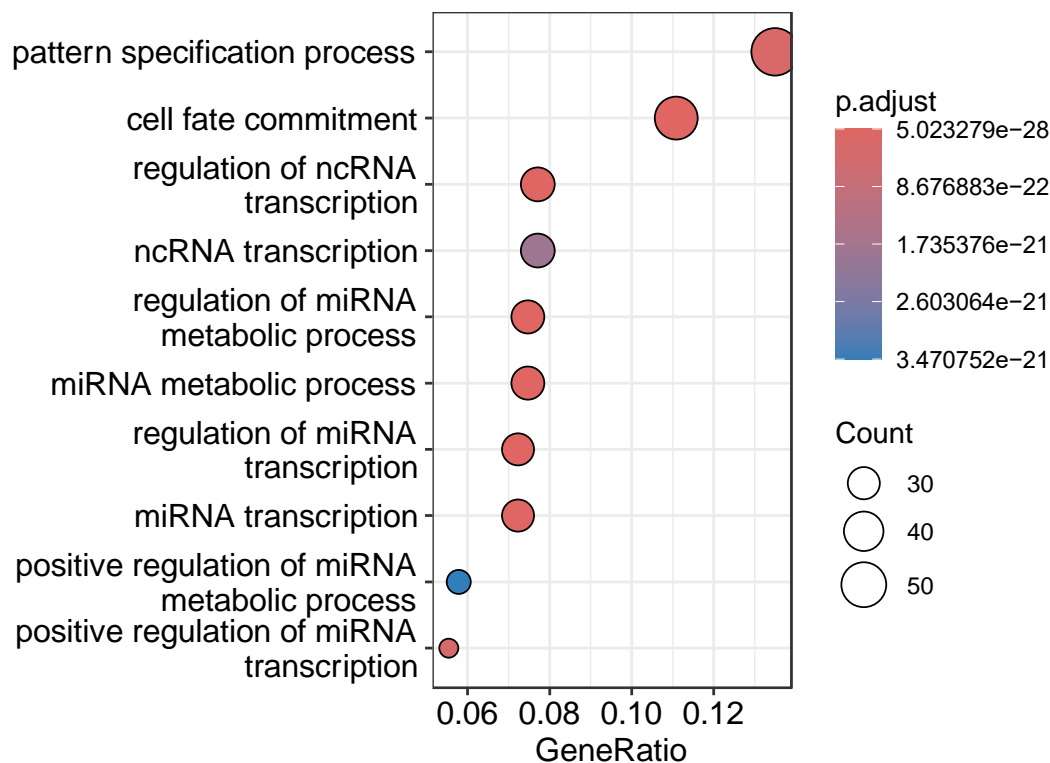 pattern specification process
cell fate commitment
regulation of ncRNA
transcription
ncRNA transcription
regulation of miRNA
metabolic process
miRNA metabolic process
regulation of miRNA
transcription
miRNA transcription
positive regulation of miRNA
metabolic process
positive regulation of miRNA
transcription
0.06 0.08 0.10 0.12
GeneRatio
p.adjust
5.023279e−28
8.676883e−22
1.735376e−21
2.603064e−21
3.470752e−21
Count
30
40
50